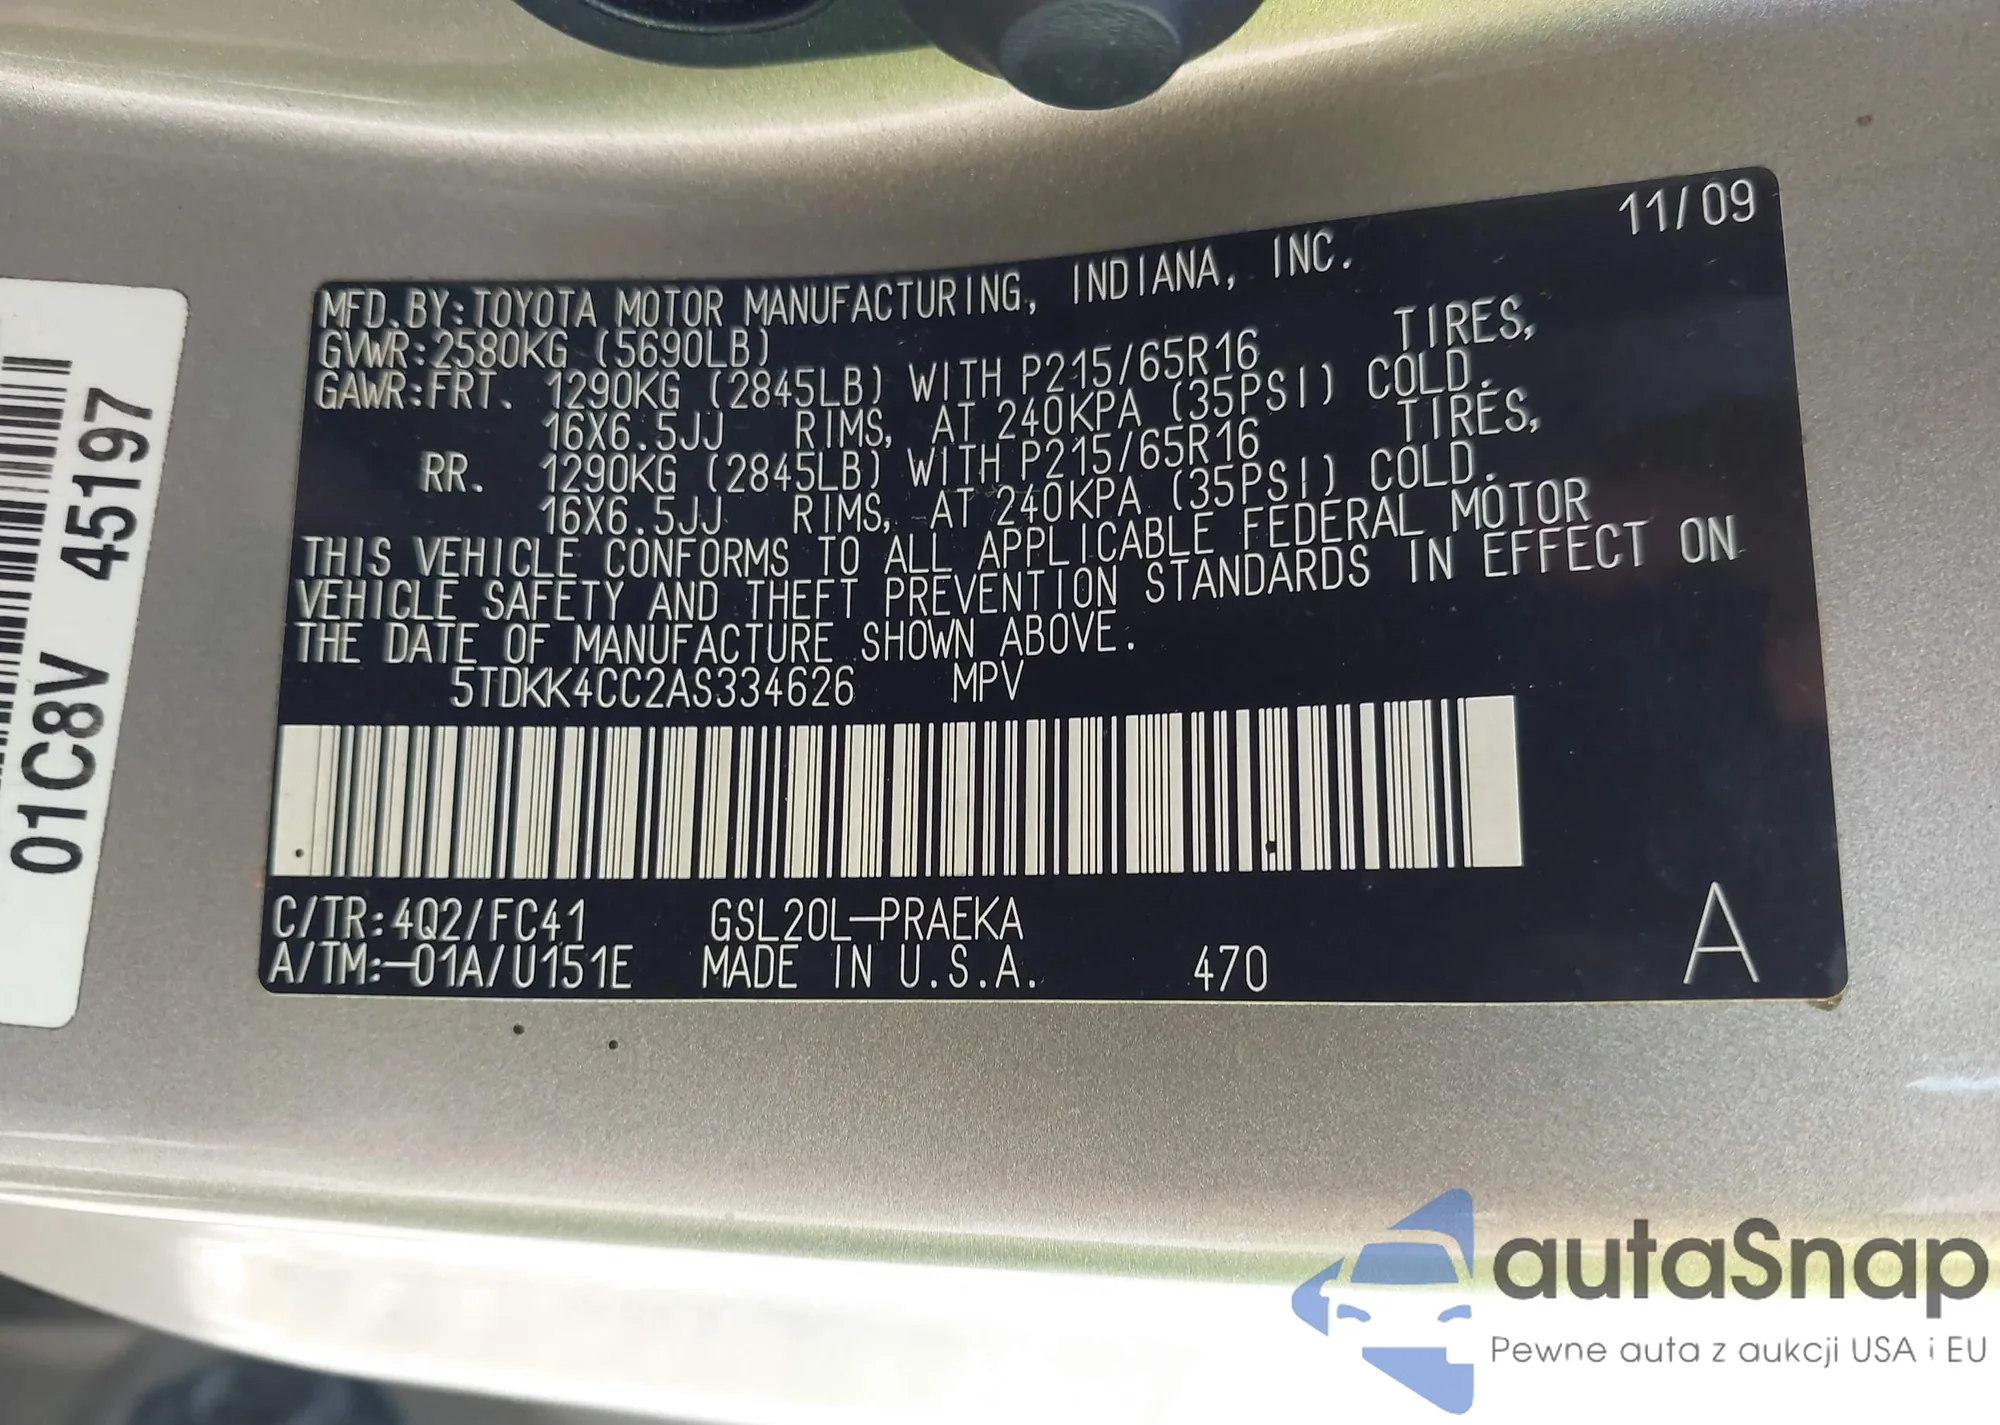 11/09
MFD.BY:TOYOTA MOTOR MANUFACTURING, INDIANA, INC.
GVWR:2580KG (5690LB)
GAWR:FRT. 1290KG (2845LB) WITH P215/65R16 TIRES,
16X6.5JJ RIMS, AT 240KPA (35PSI) COLD.
RR. 1290KG (2845LB) WITH P215/65R16 TIRES,
16X6.5JJ RIMS, AT 240KPA (35PSI) COLD.
THIS VEHICLE CONFORMS TO ALL APPLICABLE FEDERAL MOTOR
VEHICLE SAFETY AND THEFT PREVENTION STANDARDS IN EFFECT ON
THE DATE OF MANUFACTURE SHOWN ABOVE.
5TDKK4CC2AS334626 MPV
C/TR:4Q2/FC41 GSL20L-PRAEKA
A/TM:-01A/U151E MADE IN U.S.A. 470 A
01C8V 45197
autaSnap
Pewne auta z aukcji USA i EU